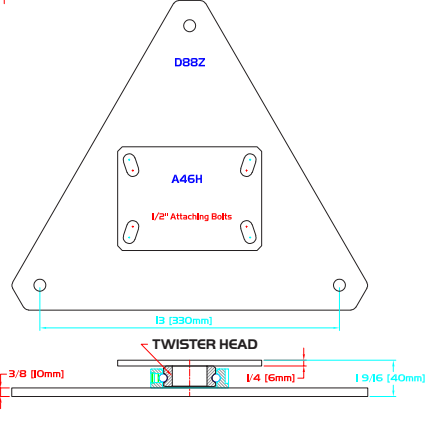 D88Z
A46H
1/2" Attaching Bolts
13 [330mm]
TWISTER HEAD
3/8 [10mm]
1/4 [6mm]
1 9/16 [40mm]